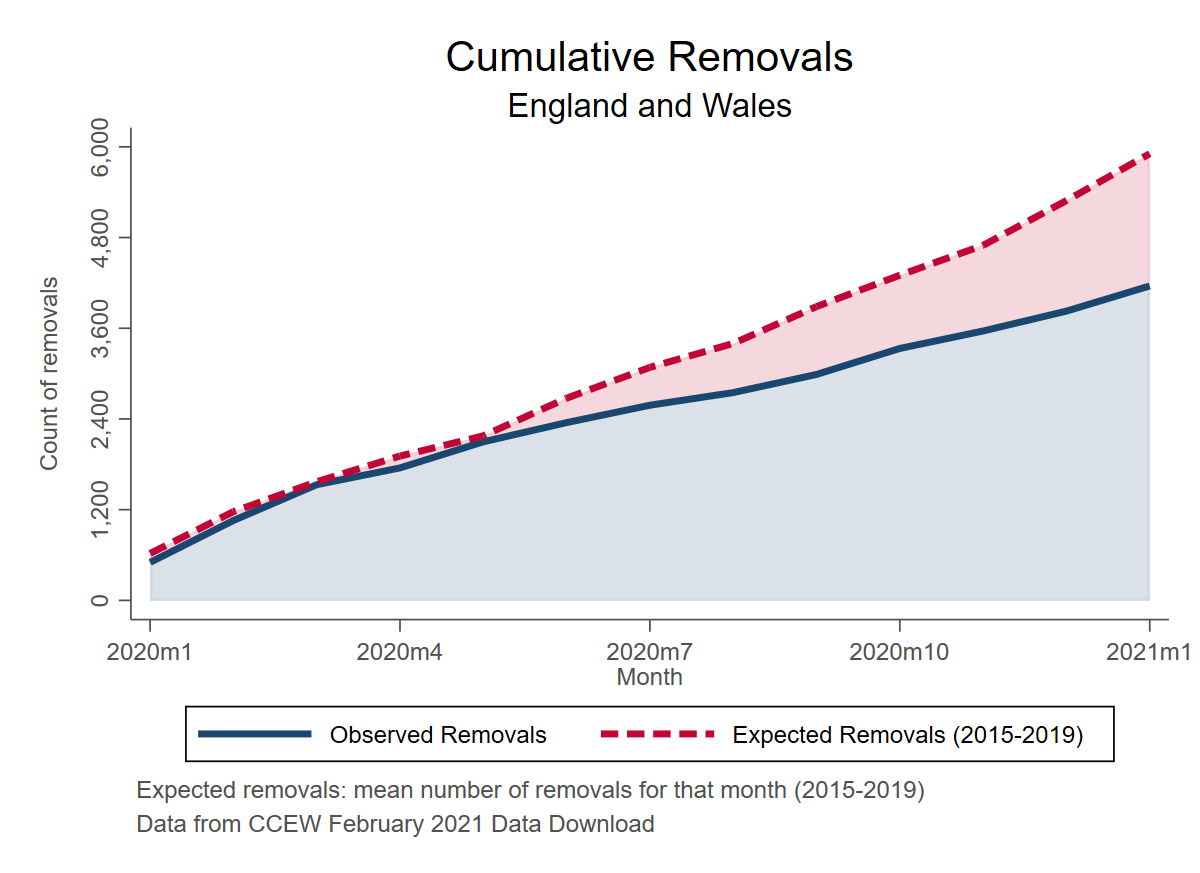 Cumulative Removals
England and Wales
Count of removals
6,000
4,800
3,600
2,400
1,200
0
2020m1 2020m4 2020m7 2020m10 2021m1
Month
Observed Removals Expected Removals (2015-2019)
Expected removals: mean number of removals for that month (2015-2019)
Data from CCEW February 2021 Data Download